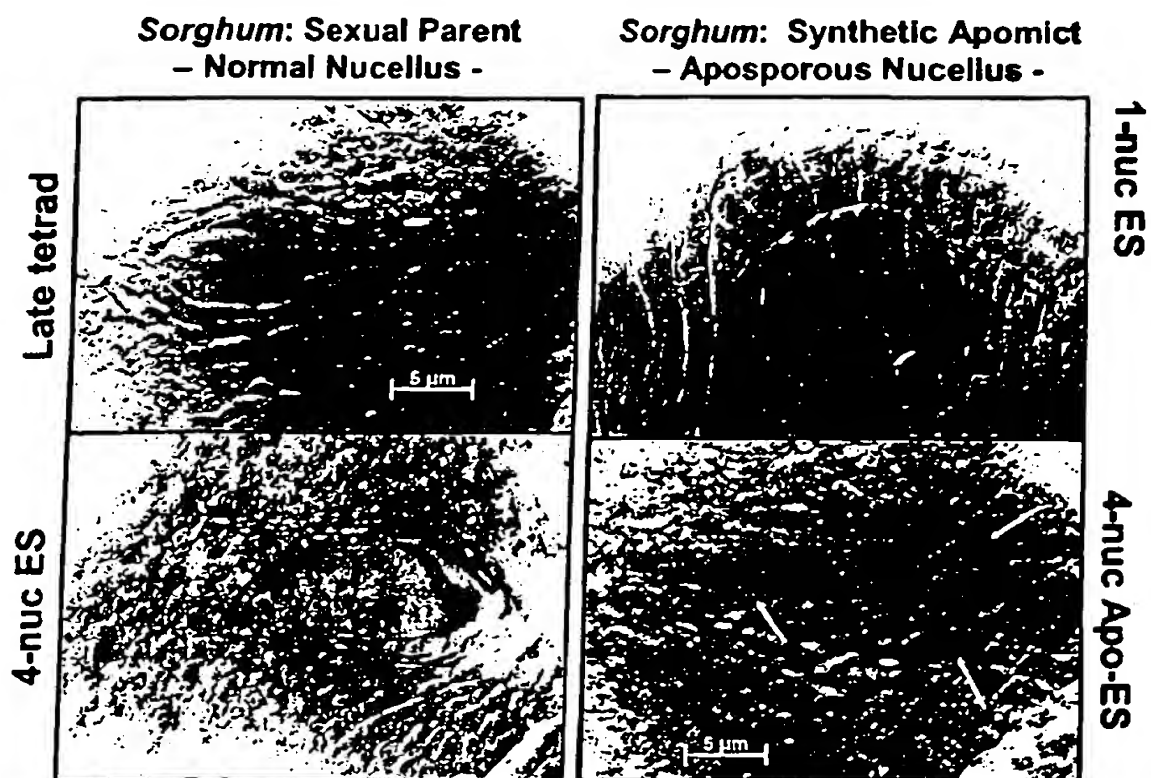 Sorghum: Sexual Parent
– Normal Nucellus -
Sorghum: Synthetic Apomict
– Aposporous Nucellus -
Late tetrad
1-nuc ES
5 µm
4-nuc ES
4-nuc Apo-ES
5 µm